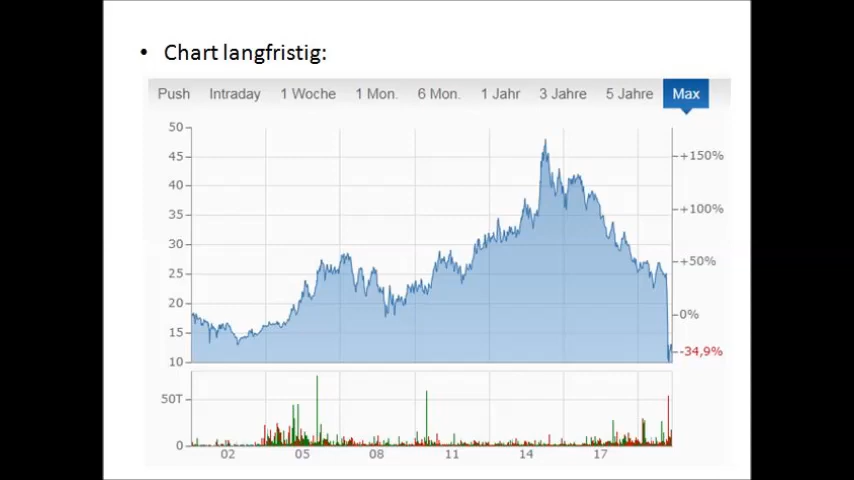 • Chart langfristig:
Push Intraday 1 Woche 1 Mon. 6 Mon. 1 Jahr 3 Jahre 5 Jahre Max
50
45 +150%
40
35 +100%
30
25 +50%
20
0%
15
10 -34,9%
50T
0
02 05 08 11 14 17